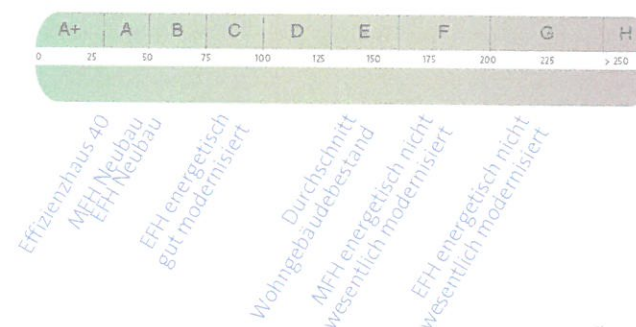 A+ A B C D E F G H
0 25 50 75 100 125 150 175 200 225 > 250
Effizienzhaus 40
MFH Neubau
EFH Neubau
EFH energetisch
gut modernisiert
Durchschnitt
Wohngebäudebestand
MFH energetisch nicht
wesentlich modernisiert
EFH energetisch nicht
wesentlich modernisiert